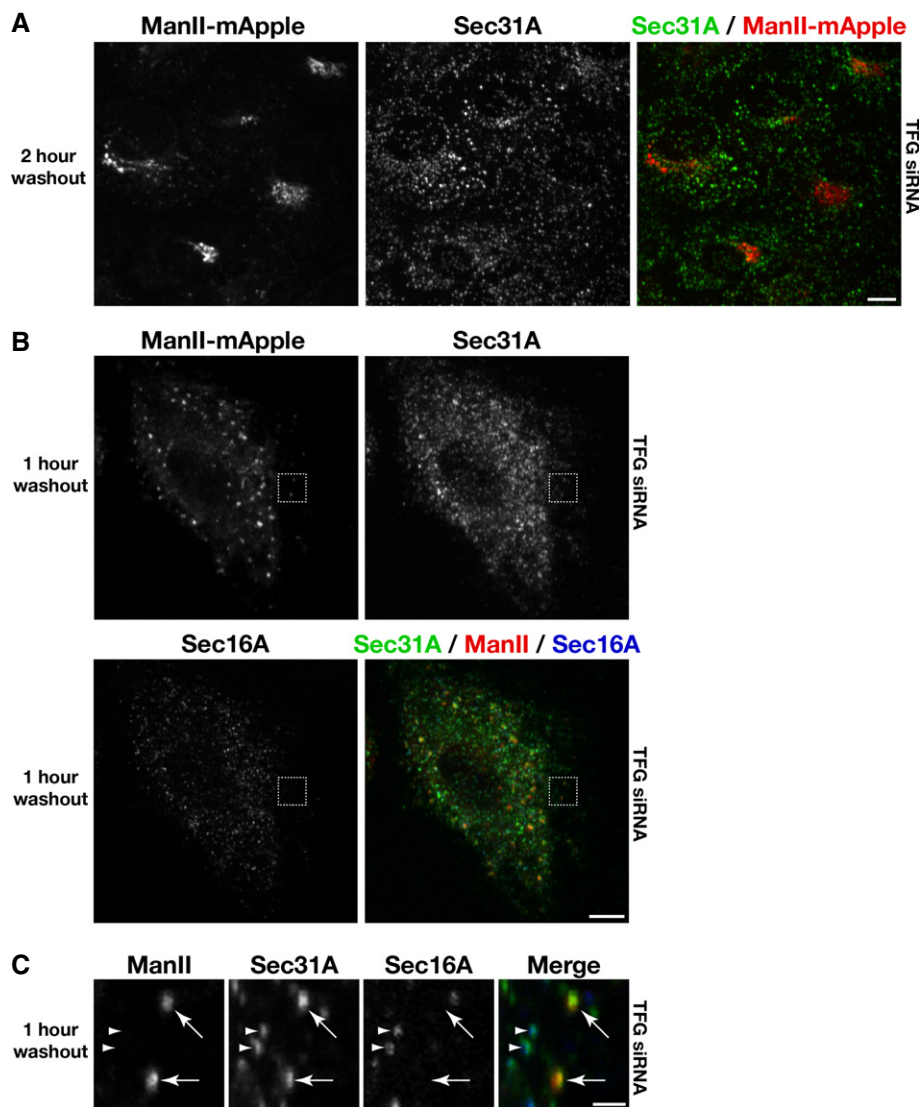 A
ManII-mApple
Sec31A
Sec31A / ManII-mApple
2 hour
washout
TFG siRNA
B
ManII-mApple
Sec31A
1 hour
washout
TFG siRNA
Sec16A
Sec31A / ManII / Sec16A
1 hour
washout
TFG siRNA
C
ManII
Sec31A
Sec16A
Merge
1 hour
washout
TFG siRNA